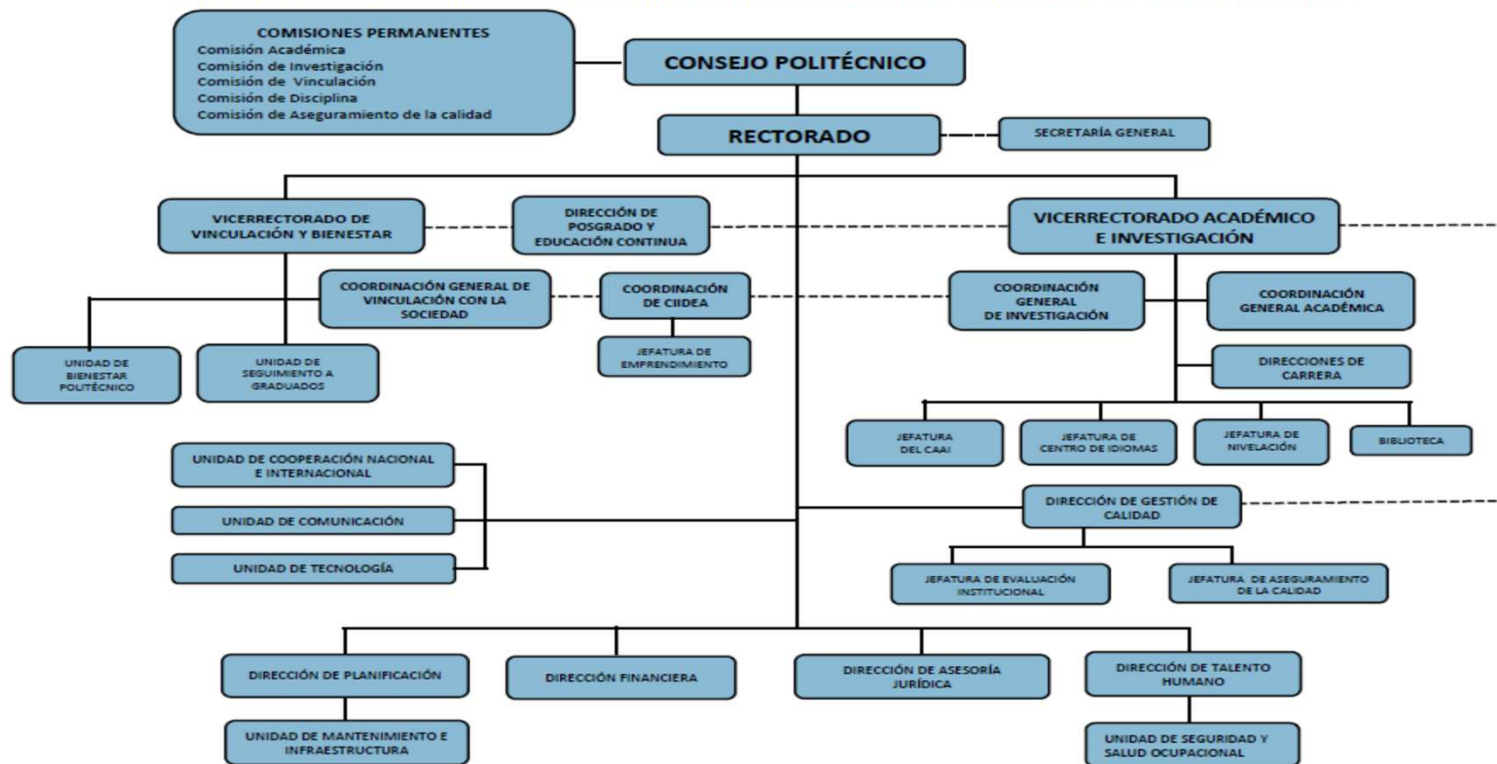 COMISIONES PERMANENTES
Comisión Académica
Comisión de Investigación
Comisión de Vinculación
Comisión de Disciplina
Comisión de Aseguramiento de la calidad
CONSEJO POLITÉCNICO
RECTORADO
SECRETARÍA GENERAL
VICERRECTORADO DE
VINCULACIÓN Y BIENESTAR
DIRECCIÓN DE
POSGRADO Y
EDUCACIÓN CONTINUA
VICERRECTORADO ACADÉMICO
E INVESTIGACIÓN
COORDINACIÓN GENERAL DE
VINCULACIÓN CON LA
SOCIEDAD
COORDINACIÓN
DE CIIDEA
COORDINACIÓN
GENERAL
DE INVESTIGACIÓN
COORDINACIÓN
GENERAL ACADÉMICA
UNIDAD DE
BIENESTAR
POLITÉCNICO
UNIDAD DE
SEGUIMIENTO A
GRADUADOS
JEFATURA DE
EMPRENDIMIENTO
DIRECCIONES DE
CARRERA
JEFATURA
DEL CAAI
JEFATURA DE
CENTRO DE IDIOMAS
JEFATURA DE
NIVELACIÓN
BIBLIOTECA
UNIDAD DE COOPERACIÓN NACIONAL
E INTERNACIONAL
UNIDAD DE COMUNICACIÓN
UNIDAD DE TECNOLOGÍA
DIRECCIÓN DE GESTIÓN DE
CALIDAD
JEFATURA DE EVALUACIÓN
INSTITUCIONAL
JEFATURA DE ASEGURAMIENTO
DE LA CALIDAD
DIRECCIÓN DE PLANIFICACIÓN
DIRECCIÓN FINANCIERA
DIRECCIÓN DE ASESORÍA
JURÍDICA
DIRECCIÓN DE TALENTO
HUMANO
UNIDAD DE MANTENIMIENTO E
INFRAESTRUCTURA
UNIDAD DE SEGURIDAD Y
SALUD OCUPACIONAL